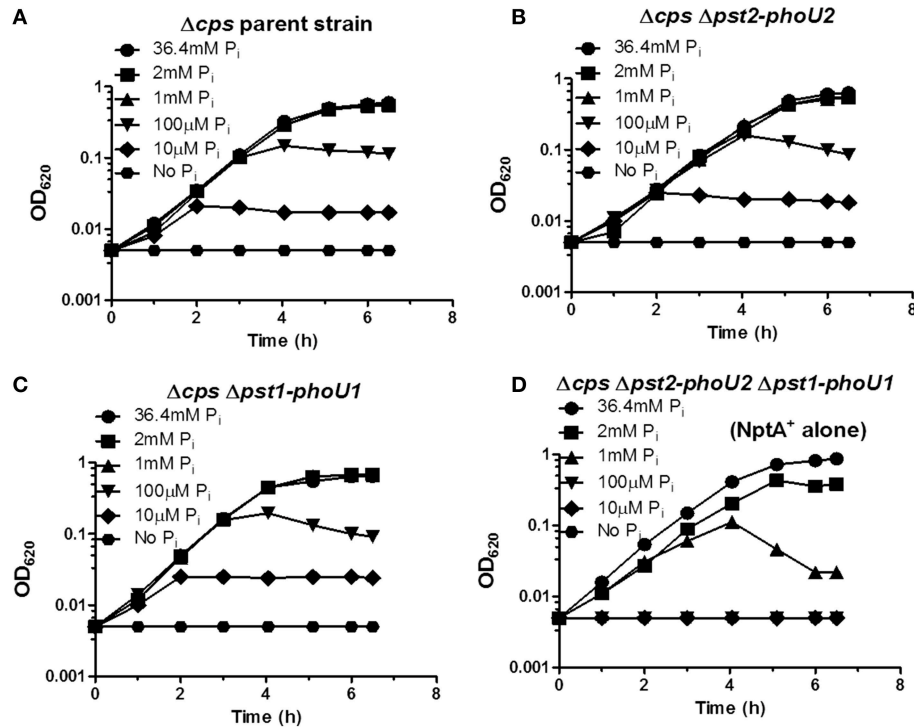 A
Δcps parent strain
36.4mM Pi
2mM Pi
1mM Pi
100μM Pi
10μM Pi
No Pi
OD620
1
0.1
0.01
0.001
0 2 4 6 8
Time (h)
B
Δcps Δpst2-phoU2
36.4mM Pi
2mM Pi
1mM Pi
100μM Pi
10μM Pi
No Pi
OD620
1
0.1
0.01
0.001
0 2 4 6 8
Time (h)
C
Δcps Δpst1-phoU1
36.4mM Pi
2mM Pi
1mM Pi
100μM Pi
10μM Pi
No Pi
OD620
1
0.1
0.01
0.001
0 2 4 6 8
Time (h)
D
Δcps Δpst2-phoU2 Δpst1-phoU1
(NptA+ alone)
36.4mM Pi
2mM Pi
1mM Pi
100μM Pi
10μM Pi
No Pi
OD620
1
0.1
0.01
0.001
0 2 4 6 8
Time (h)